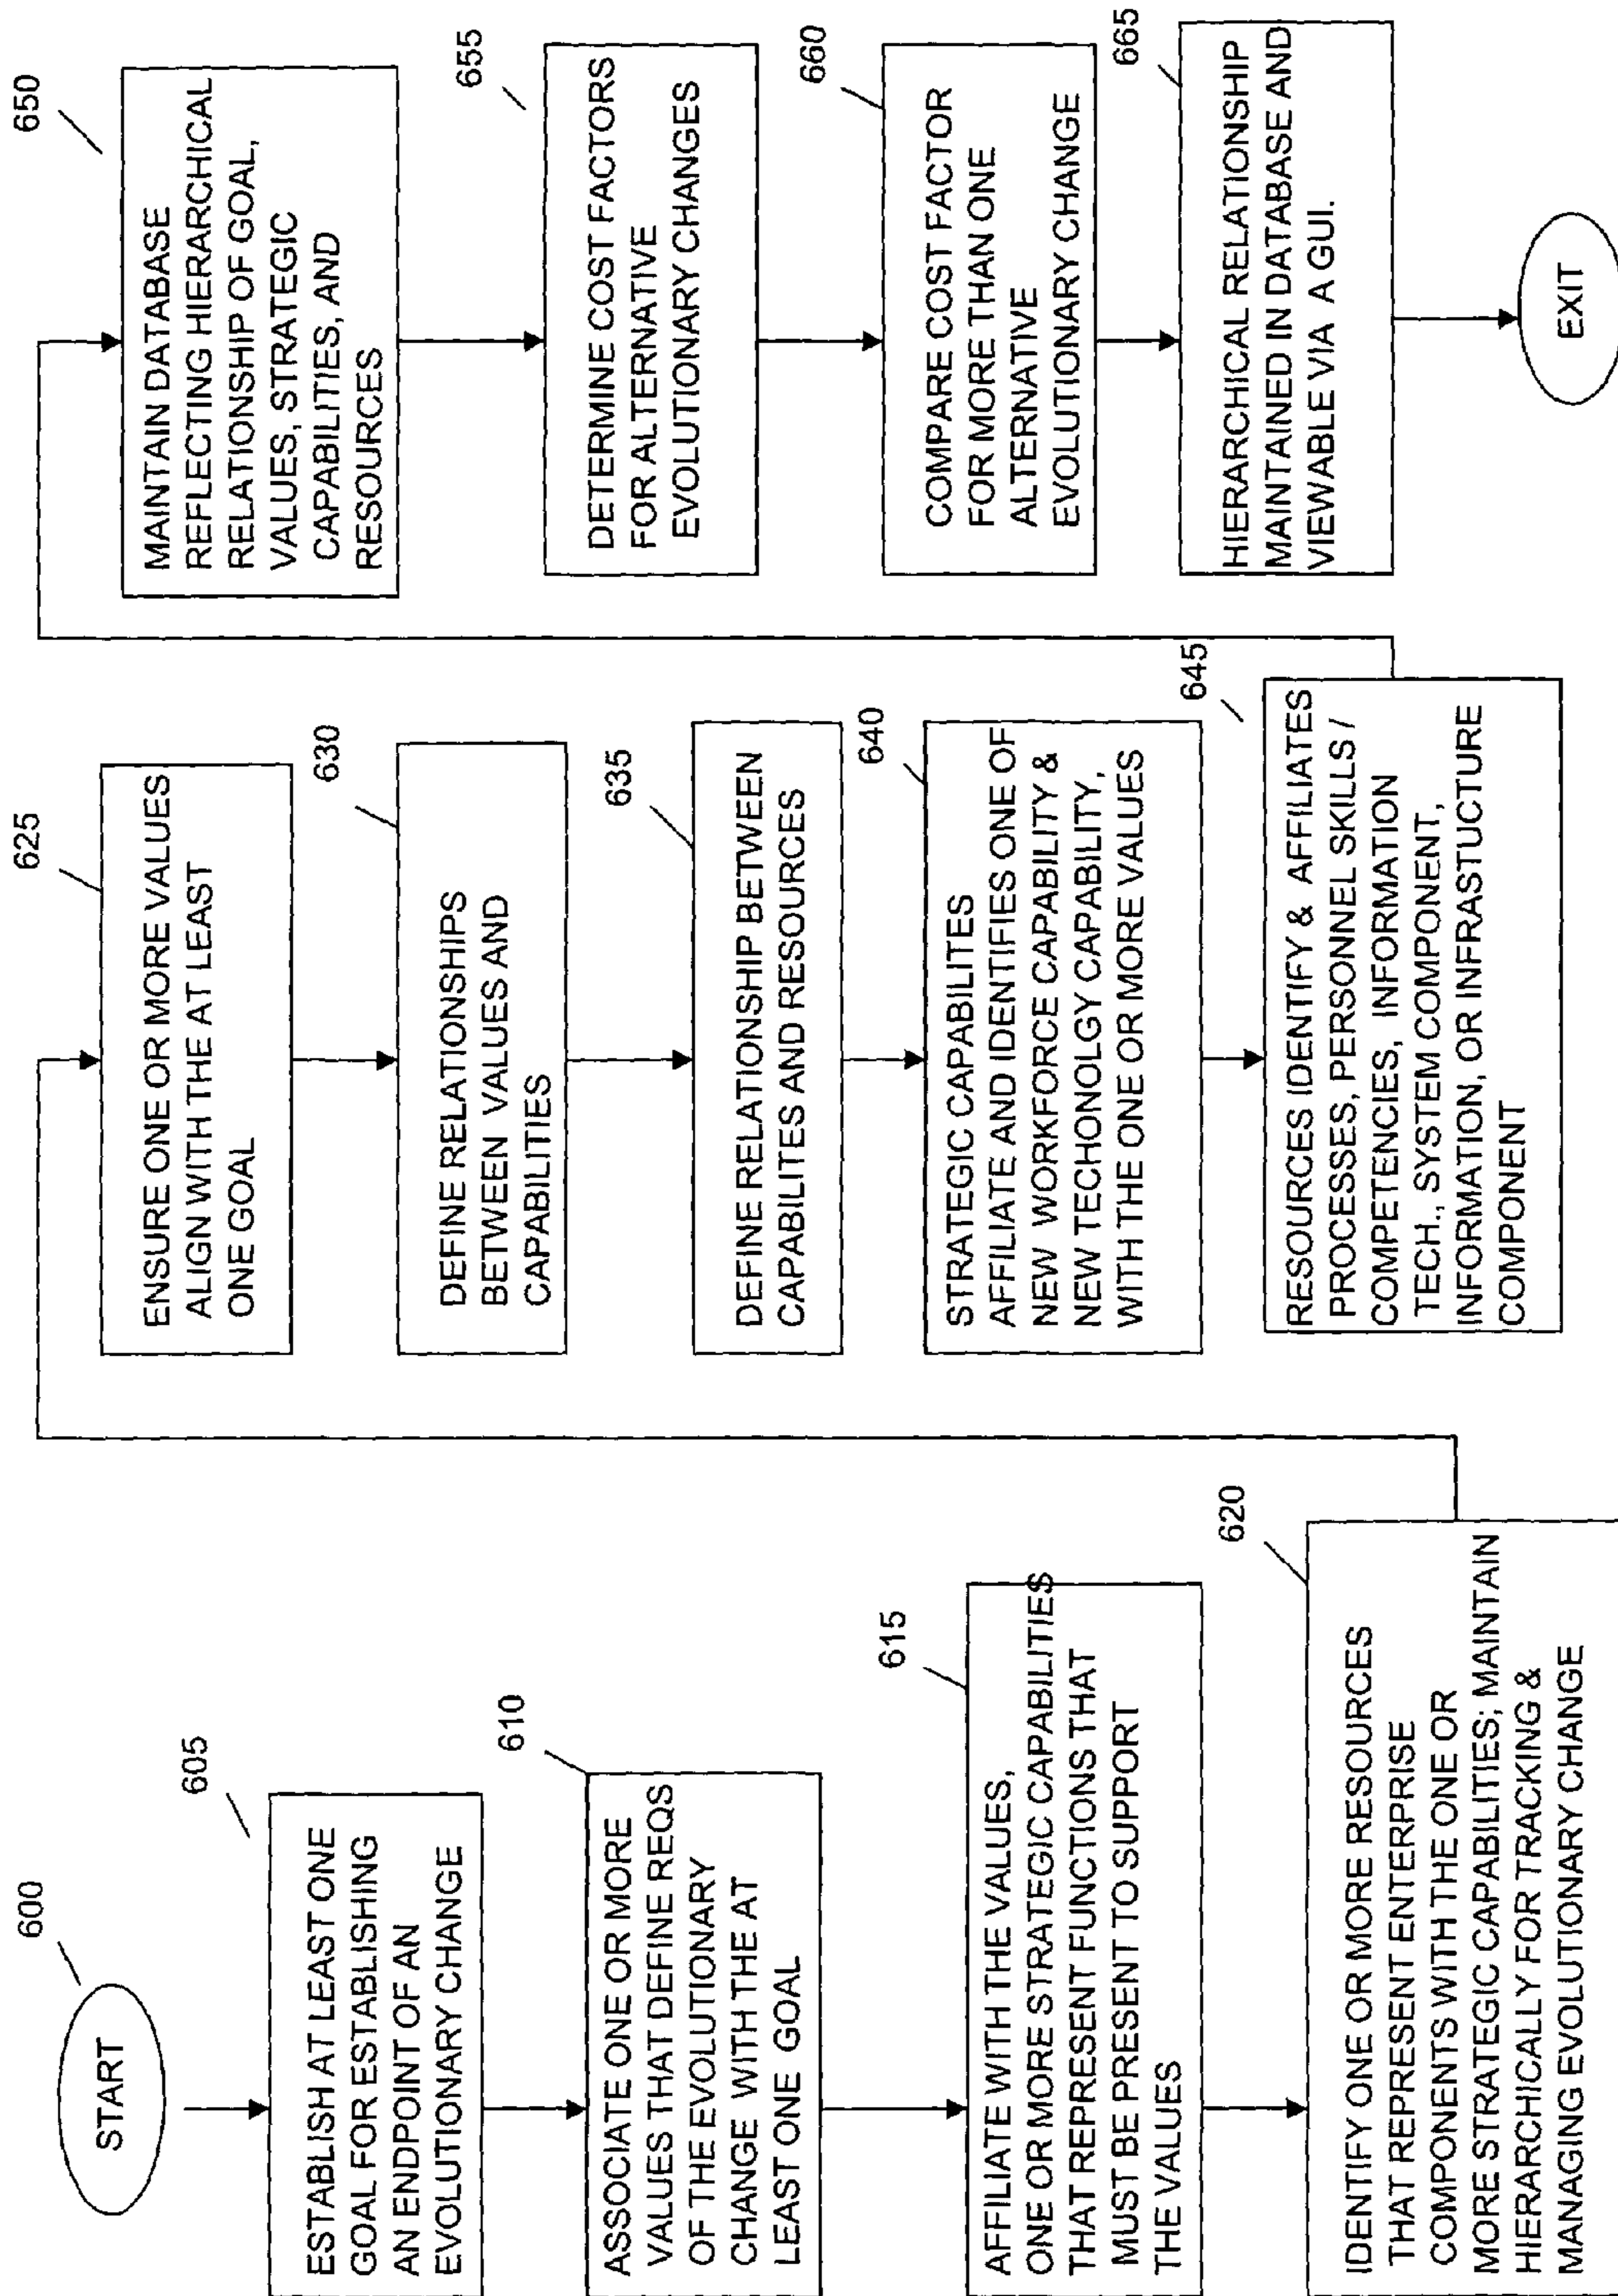 600
START
605
ESTABLISH AT LEAST ONE
GOAL FOR ESTABLISHING
AN ENDPOINT OF AN
EVOLUTIONARY CHANGE
610
ASSOCIATE ONE OR MORE
VALUES THAT DEFINE REQS
OF THE EVOLUTIONARY
CHANGE WITH THE AT
LEAST ONE GOAL
615
AFFILIATE WITH THE VALUES,
ONE OR MORE STRATEGIC CAPABILITIES
THAT REPRESENT FUNCTIONS THAT
MUST BE PRESENT TO SUPPORT
THE VALUES
620
IDENTIFY ONE OR MORE RESOURCES
THAT REPRESENT ENTERPRISE
COMPONENTS WITH THE ONE OR
MORE STRATEGIC CAPABILITIES; MAINTAIN
HIERARCHICALLY FOR TRACKING &
MANAGING EVOLUTIONARY CHANGE
625
ENSURE ONE OR MORE VALUES
ALIGN WITH THE AT LEAST
ONE GOAL
630
DEFINE RELATIONSHIPS
BETWEEN VALUES AND
CAPABILITIES
635
DEFINE RELATIONSHIP BETWEEN
CAPABILITES AND RESOURCES
640
STRATEGIC CAPABILITES
AFFILIATE AND IDENTIFIES ONE OF
NEW WORKFORCE CAPABILITY &
NEW TECHONOLOGY CAPABILITY,
WITH THE ONE OR MORE VALUES
645
RESOURCES IDENTIFY & AFFILIATES
PROCESSES, PERSONNEL SKILLS /
COMPETENCIES, INFORMATION
TECH., SYSTEM COMPONENT,
INFORMATION, OR INFRASTUCTURE
COMPONENT
650
MAINTAIN DATABASE
REFLECTING HIERARCHICAL
RELATIONSHIP OF GOAL,
VALUES, STRATEGIC
CAPABILITIES, AND
RESOURCES
655
DETERMINE COST FACTORS
FOR ALTERNATIVE
EVOLUTIONARY CHANGES
660
COMPARE COST FACTOR
FOR MORE THAN ONE
ALTERNATIVE
EVOLUTIONARY CHANGE
665
HIERARCHICAL RELATIONSHIP
MAINTAINED IN DATABASE AND
VIEWABLE VIA A GUI.
EXIT